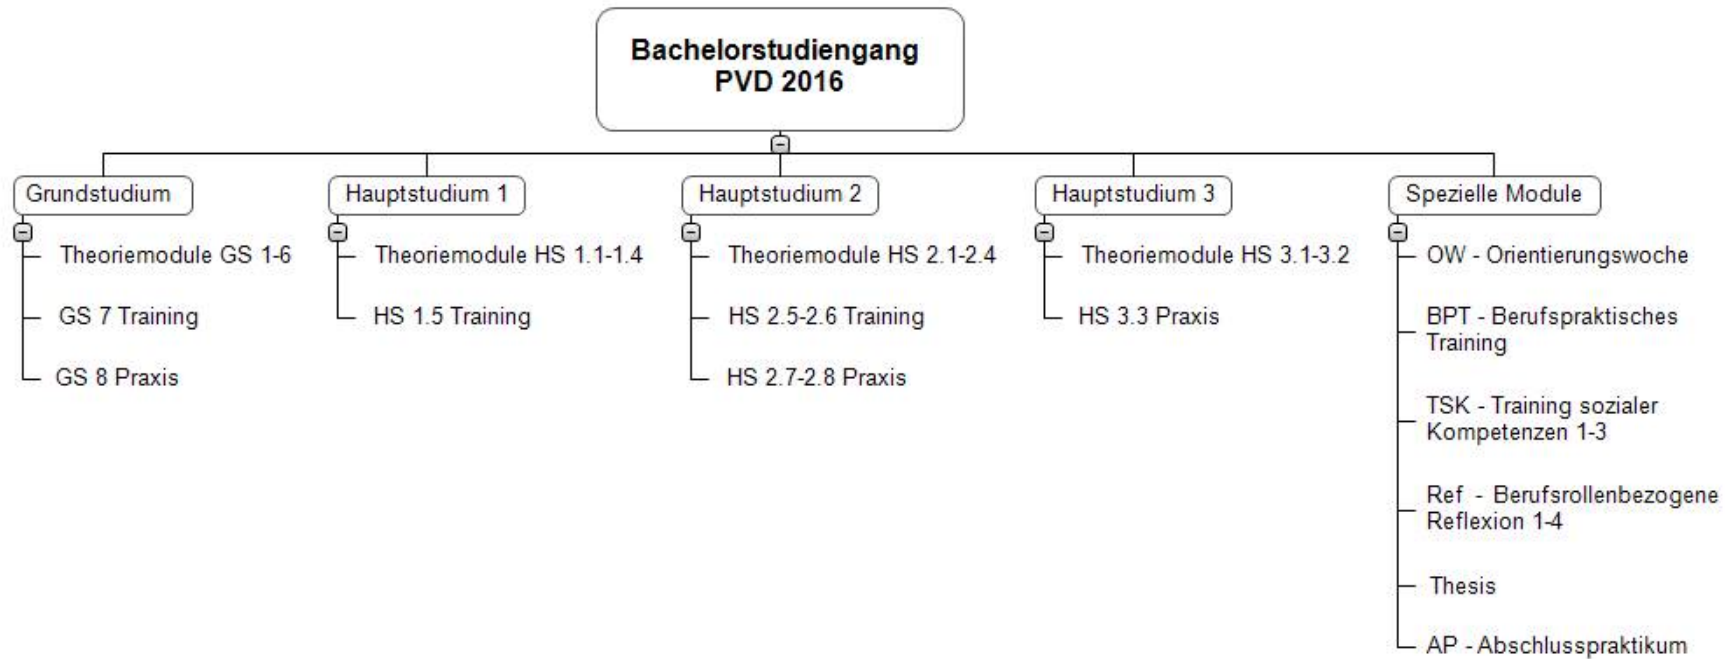 Bachelorstudiengang
PVD 2016
Grundstudium
Theoriemodule GS 1-6
GS 7 Training
GS 8 Praxis
Hauptstudium 1
Theoriemodule HS 1.1-1.4
HS 1.5 Training
Hauptstudium 2
Theoriemodule HS 2.1-2.4
HS 2.5-2.6 Training
HS 2.7-2.8 Praxis
Hauptstudium 3
Theoriemodule HS 3.1-3.2
HS 3.3 Praxis
Spezielle Module
OW - Orientierungswoche
BPT - Berufspraktisches
Training
TSK - Training sozialer
Kompetenzen 1-3
Ref - Berufsrollenbezogene
Reflexion 1-4
Thesis
AP - Abschlusspraktikum